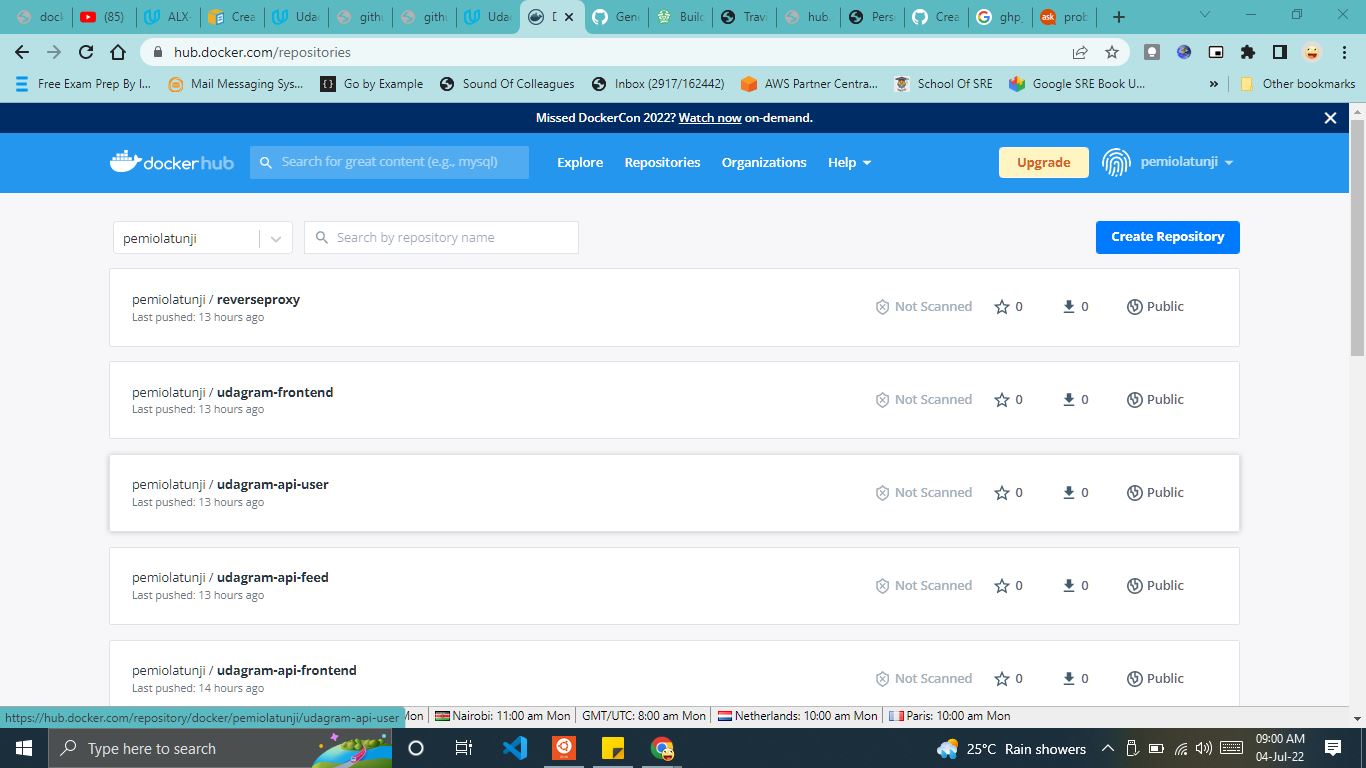 dock
(85)
ALX-
Crea
Uda
githu
githu
Uda
D
Gene
Build
Trav
hub.
Pers
Crea
ghp_
prob
hub.docker.com/repositories
Free Exam Prep By I...
Mail Messaging Sys...
Go by Example
Sound Of Colleagues
Inbox (2917/162442)
AWS Partner Centra...
School Of SRE
Google SRE Book U...
»
Other bookmarks
Missed DockerCon 2022? Watch now on-demand.
dockerhub
Search for great content (e.g., mysql)
Explore
Repositories
Organizations
Help
Upgrade
pemiolatunji
pemiolatunji
Search by repository name
Create Repository
pemiolatunji / reverseproxy
Last pushed: 13 hours ago
Not Scanned
0
0
Public
pemiolatunji / udagram-frontend
Last pushed: 13 hours ago
Not Scanned
0
0
Public
pemiolatunji / udagram-api-user
Last pushed: 13 hours ago
Not Scanned
0
0
Public
pemiolatunji / udagram-api-feed
Last pushed: 13 hours ago
Not Scanned
0
0
Public
pemiolatunji / udagram-api-frontend
Last pushed: 14 hours ago
Not Scanned
0
0
Public
https://hub.docker.com/repository/docker/pemiolatunji/udagram-api-user
Mon
Nairobi: 11:00 am Mon
GMT/UTC: 8:00 am Mon
Netherlands: 10:00 am Mon
Paris: 10:00 am Mon
Type here to search
25°C Rain showers
09:00 AM
04-Jul-22